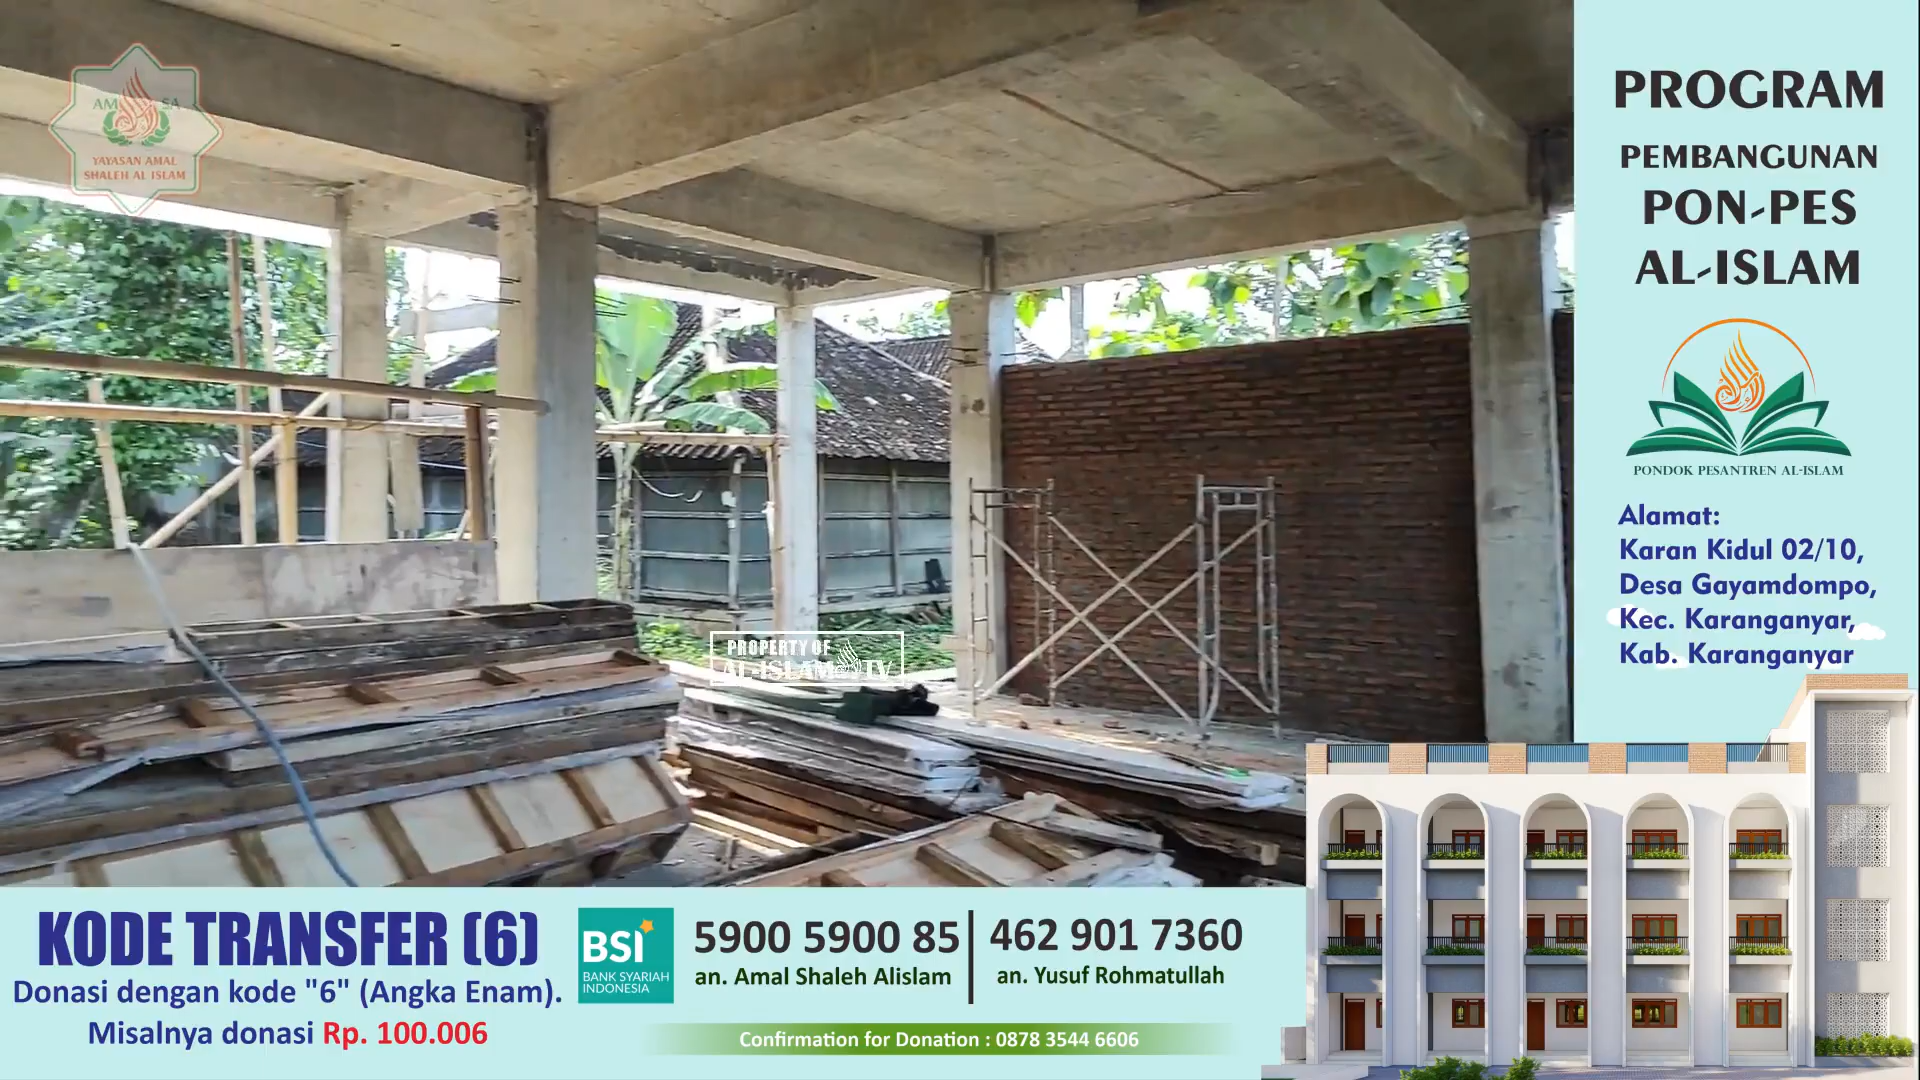 AM SA
YAYASAN AMAL
SHALEH AL ISLAM
PROPERTY OF
AL-ISLAM TV
PROGRAM
PEMBANGUNAN
PON-PES
AL-ISLAM
PONDOK PESANTREN AL-ISLAM
Alamat:
Karan Kidul 02/10,
Desa Gayamdompo,
Kec. Karanganyar,
Kab. Karanganyar
KODE TRANSFER (6)
Donasi dengan kode "6" (Angka Enam).
Misalnya donasi Rp. 100.006
BSI
BANK SYARIAH
INDONESIA
5900 5900 85
an. Amal Shaleh Alislam
462 901 7360
an. Yusuf Rohmatullah
Confirmation for Donation : 0878 3544 6606